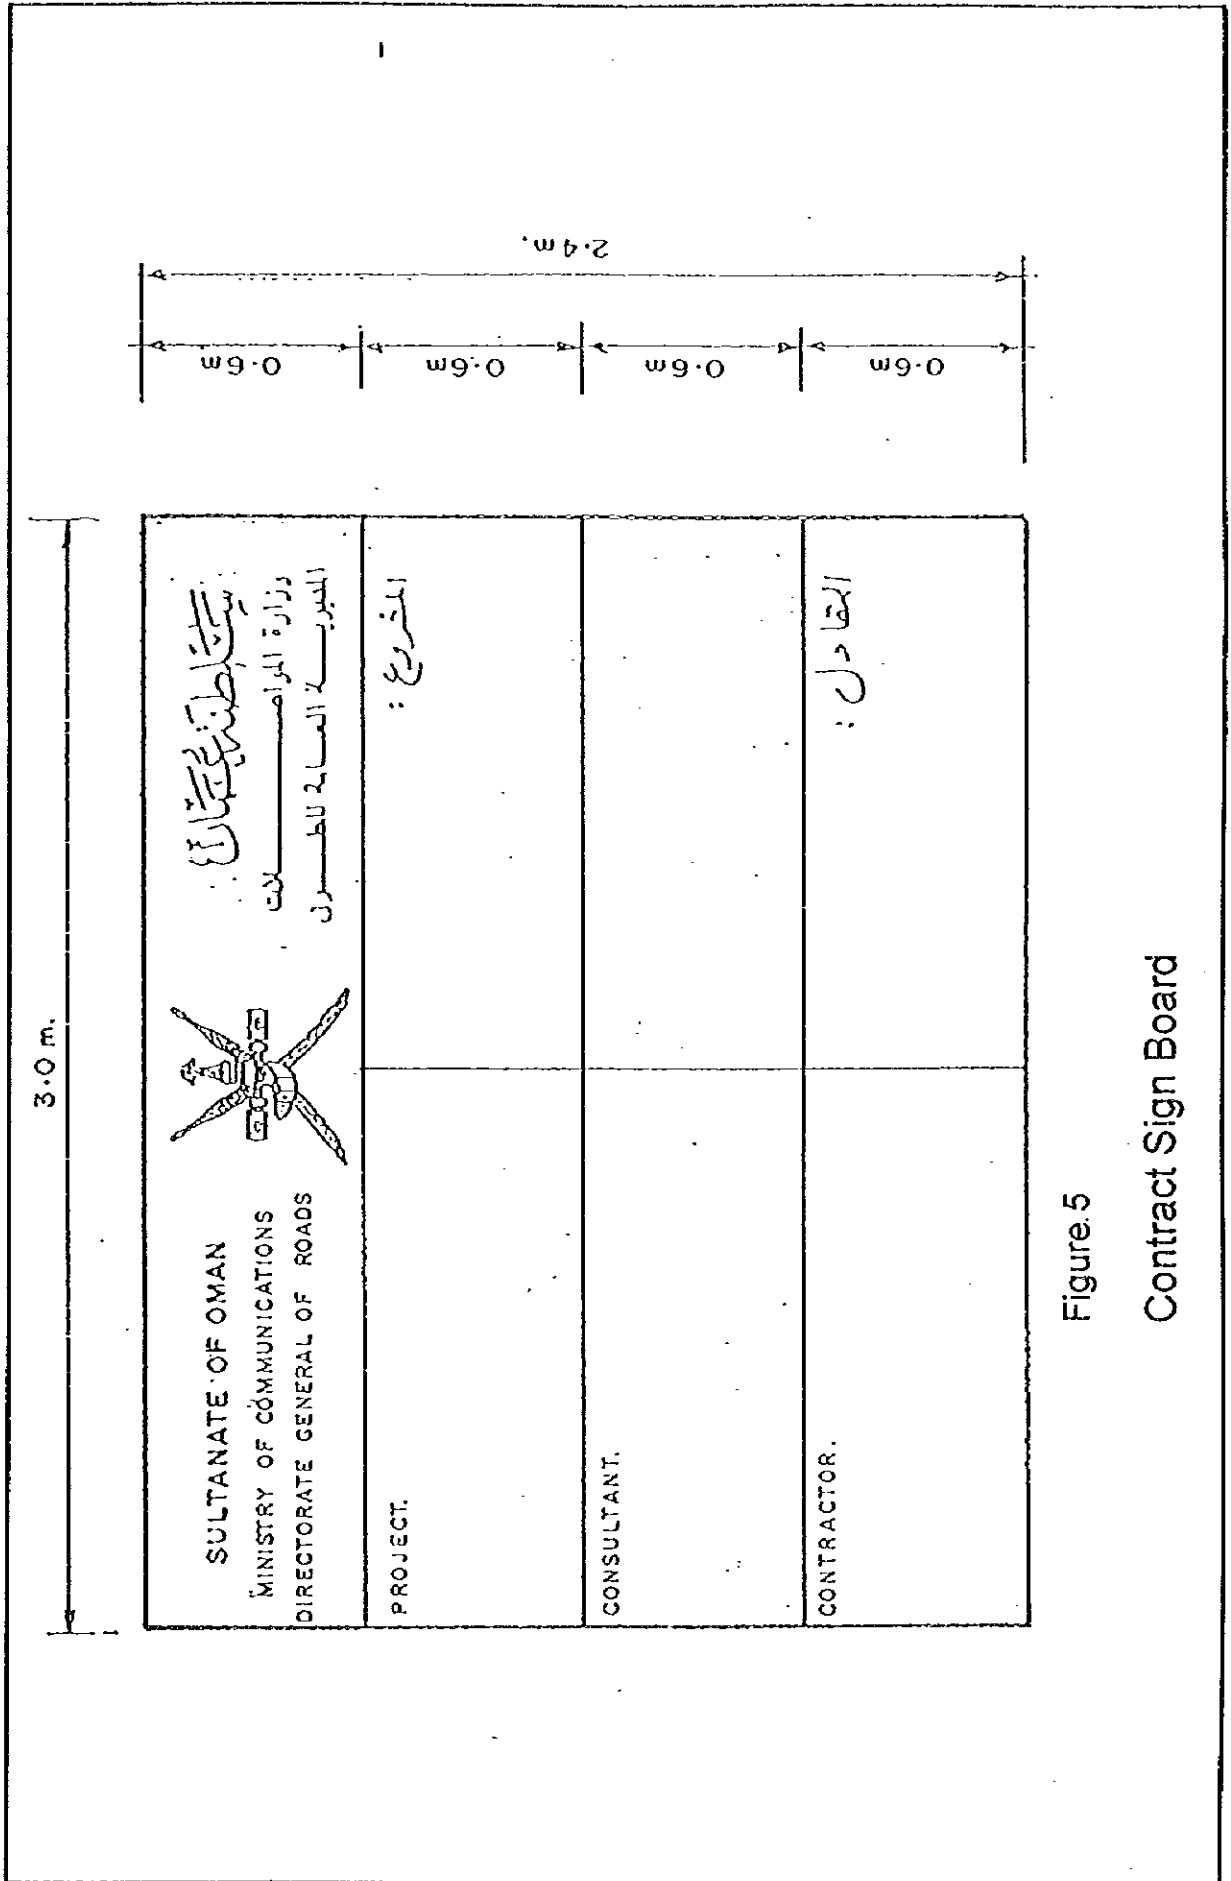 3.0 m.
SULTANATE OF OMAN
MINISTRY OF COMMUNICATIONS
DIRECTORATE GENERAL OF ROADS
سلطنة عمان
وزارة المواصلات
المديرية العامة للطرق
PROJECT.
المشروع :
CONSULTANT.
CONTRACTOR.
المقاول :
0.6m
0.6m
0.6m
0.6m
2.4m.
Figure.5
Contract Sign Board